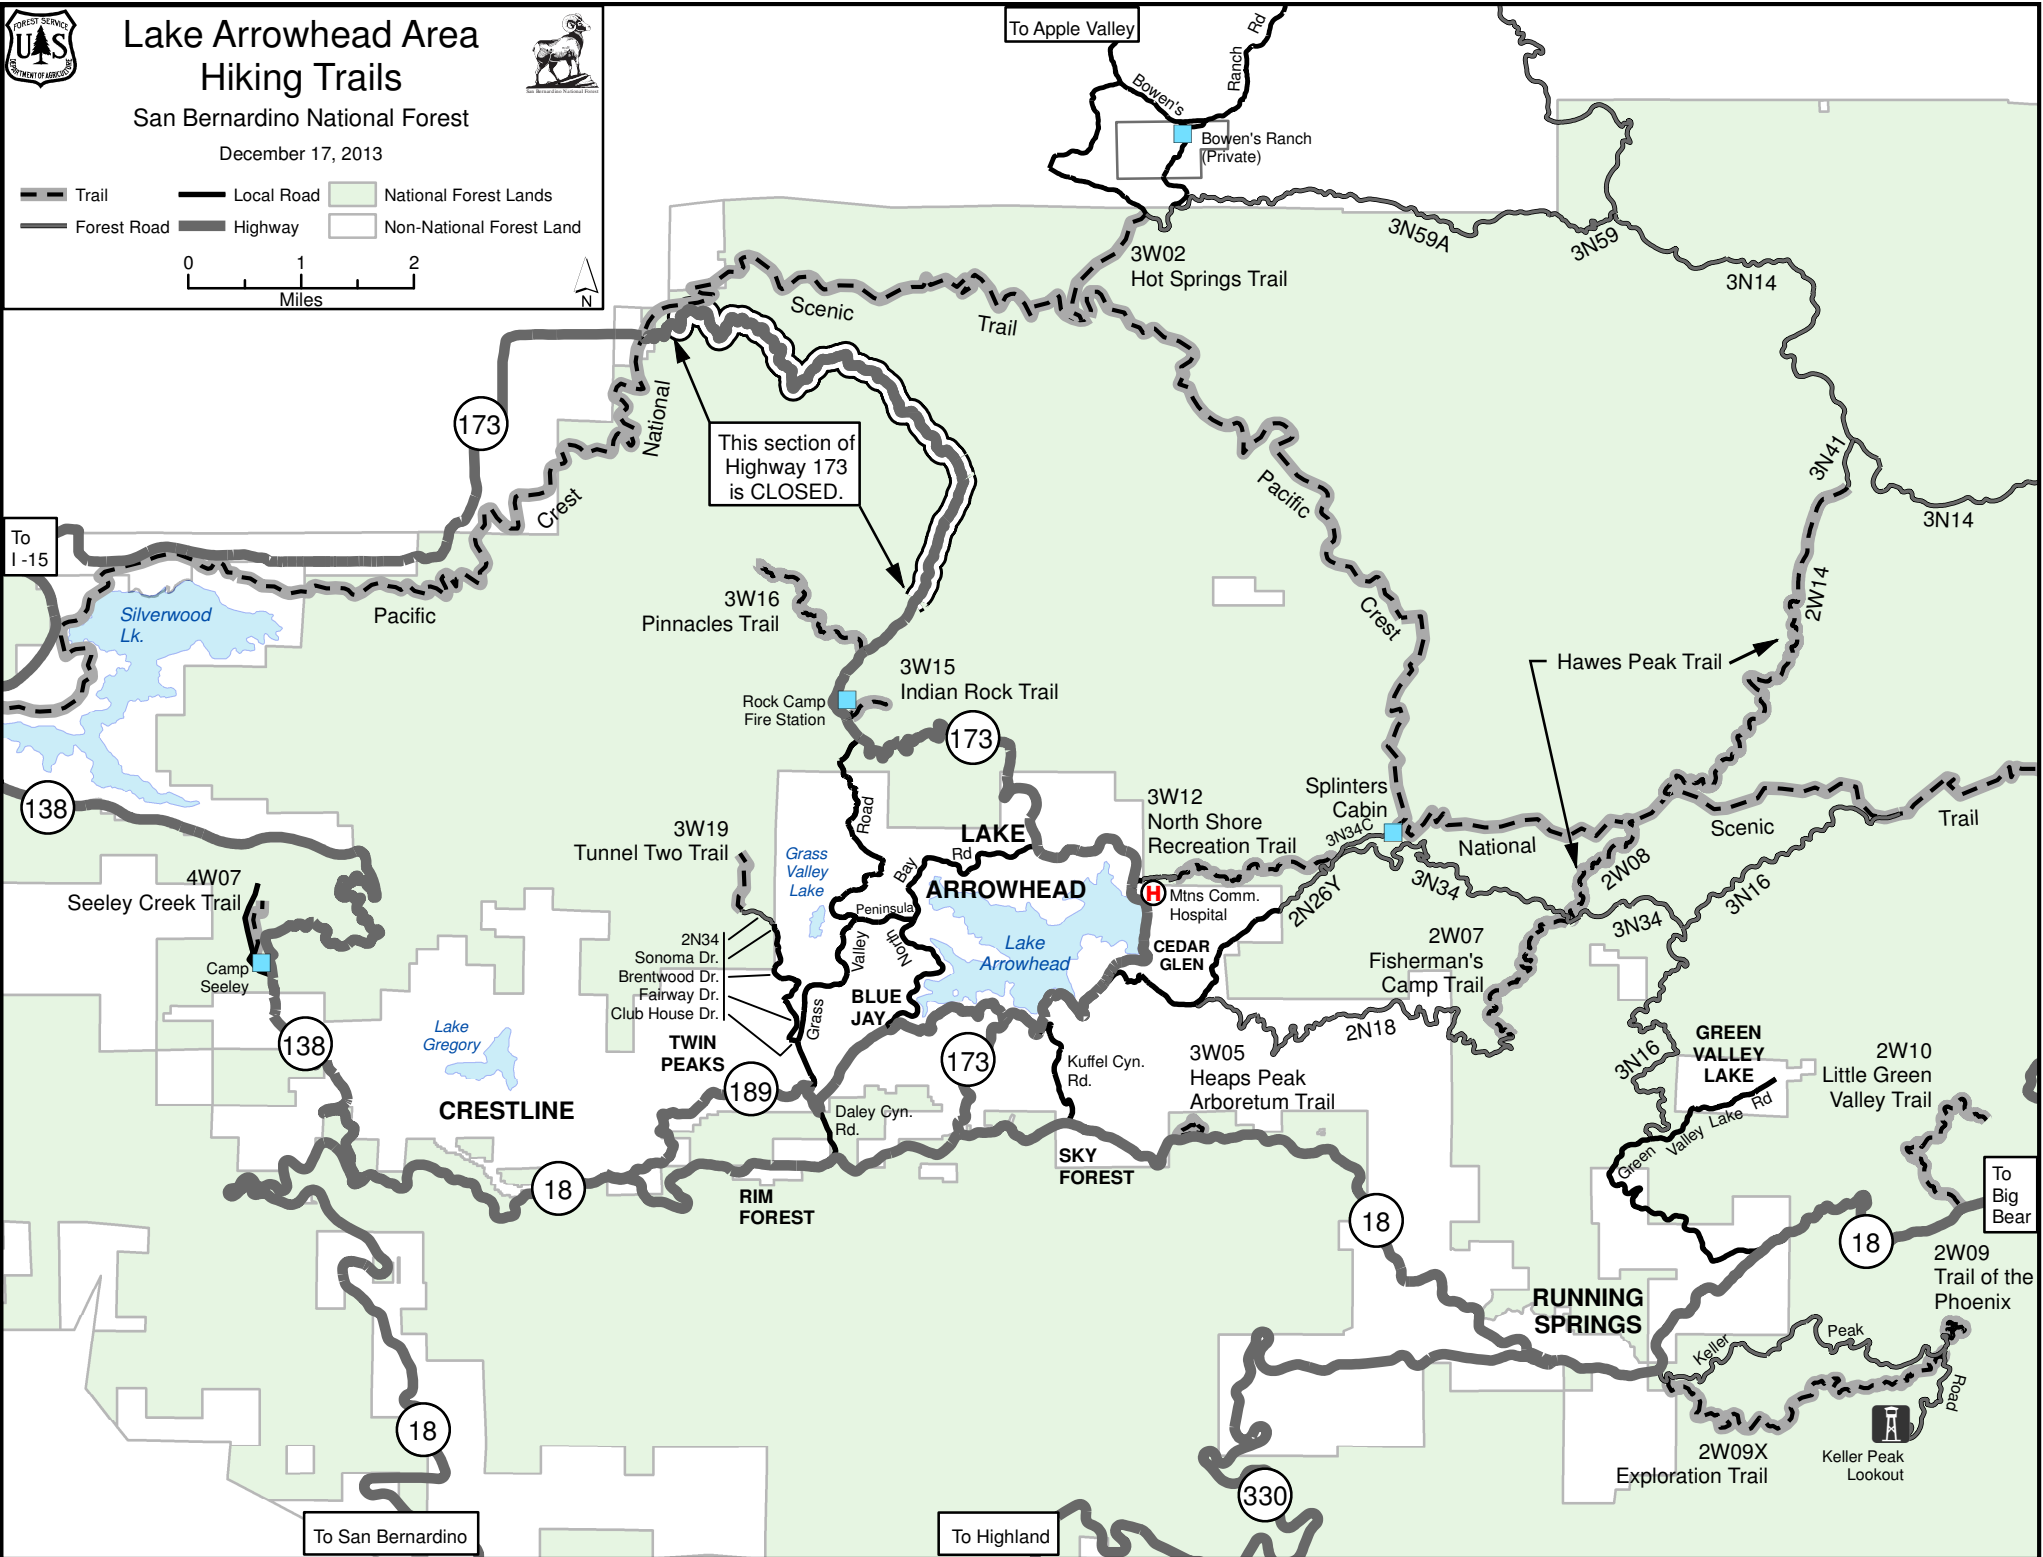 FOREST SERVICE
U S
DEPARTMENT OF AGRICULTURE
Lake Arrowhead Area
Hiking Trails
San Bernardino National Forest
December 17, 2013
San Bernardino National Forest
Trail
Local Road
National Forest Lands
Forest Road
Highway
Non-National Forest Land
0 1 2
Miles
N
To Apple Valley
Bowen's
Ranch
Rd
Bowen's Ranch
(Private)
3W02
Hot Springs Trail
3N59A
3N59
3N14
Scenic
Trail
National
173
This section of
Highway 173
is CLOSED.
Crest
Pacific
3N41
3N14
To
I -15
Silverwood
Lk.
Pacific
3W16
Pinnacles Trail
Crest
2W14
Hawes Peak Trail
3W15
Indian Rock Trail
Rock Camp
Fire Station
173
138
Splinters
Cabin
3W12
North Shore
Recreation Trail
3N34C
National
Scenic
Trail
3W19
Tunnel Two Trail
Road
LAKE
ARROWHEAD
Rd
Bay
Grass
Valley
Lake
Peninsula
4W07
Seeley Creek Trail
H
Mtns Comm.
Hospital
2N26Y
3N34
2W08
3N16
3N34
2N34
Sonoma Dr.
Brentwood Dr.
Fairway Dr.
Club House Dr.
Valley
North
Grass
Lake
Arrowhead
CEDAR
GLEN
2W07
Fisherman's
Camp Trail
Camp
Seeley
BLUE
JAY
138
Lake
Gregory
TWIN
PEAKS
2N18
3N16
GREEN
VALLEY
LAKE
2W10
Little Green
Valley Trail
173
Kuffel Cyn.
Rd.
3W05
Heaps Peak
Arboretum Trail
189
CRESTLINE
Daley Cyn.
Rd.
Green
Valley Lake Rd
SKY
FOREST
18
RIM
FOREST
To
Big
Bear
18
18
2W09
Trail of the
Phoenix
RUNNING
SPRINGS
Keller
Peak
Road
18
2W09X
Exploration Trail
Keller Peak
Lookout
330
To San Bernardino
To Highland